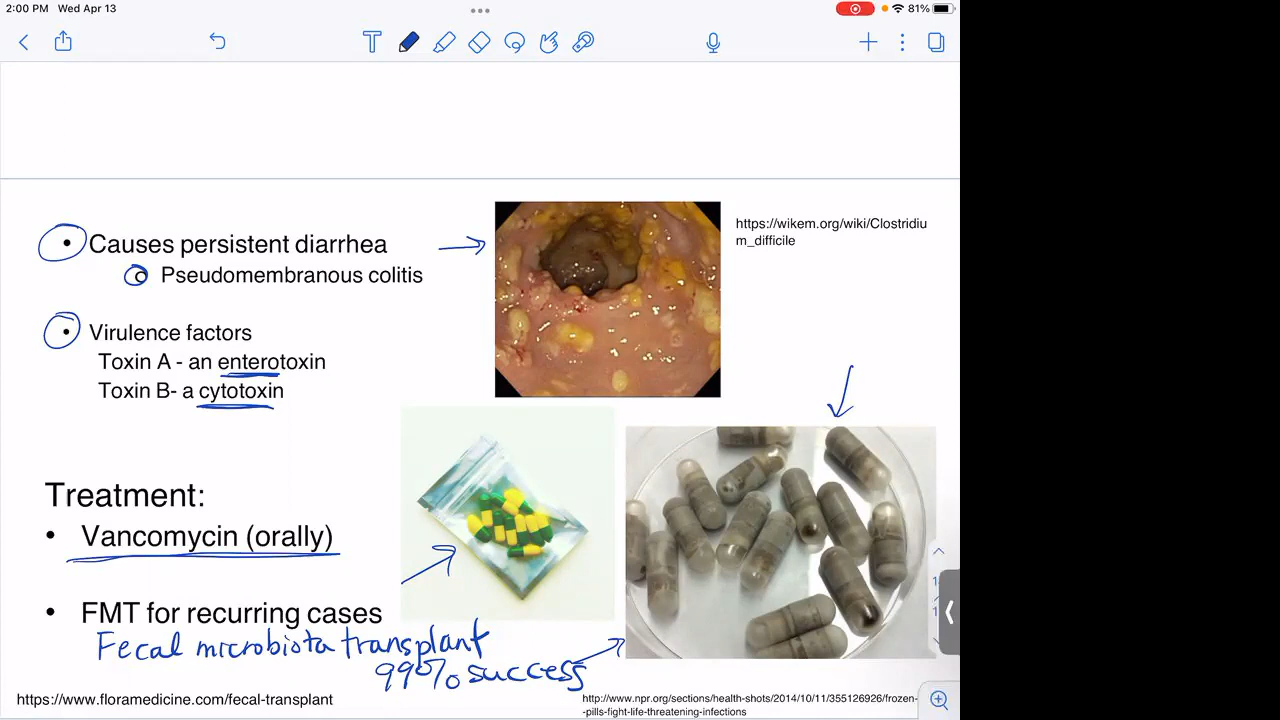 2:00 PM Wed Apr 13
81%
T
• Causes persistent diarrhea
Pseudomembranous colitis
https://wikem.org/wiki/Clostridiu
m_difficile
• Virulence factors
Toxin A - an enterotoxin
Toxin B- a cytotoxin
Treatment:
• Vancomycin (orally)
• FMT for recurring cases
Fecal microbiota transplant
99% success
https://www.floramedicine.com/fecal-transplant
http://www.npr.org/sections/health-shots/2014/10/11/355126926/frozen-
-pills-fight-life-threatening-infections